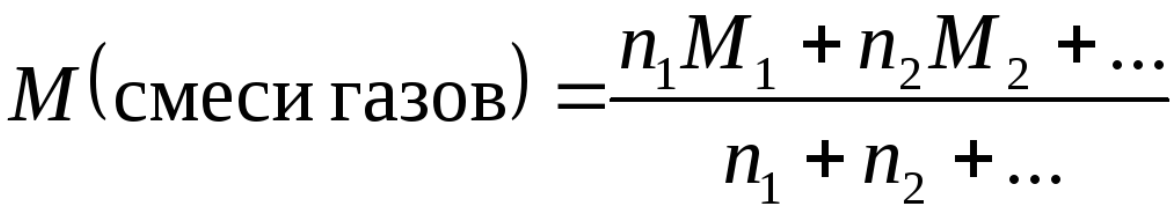 M(смеси газов) = n₁M₁ + n₂M₂ + ...
n₁ + n₂ + ...